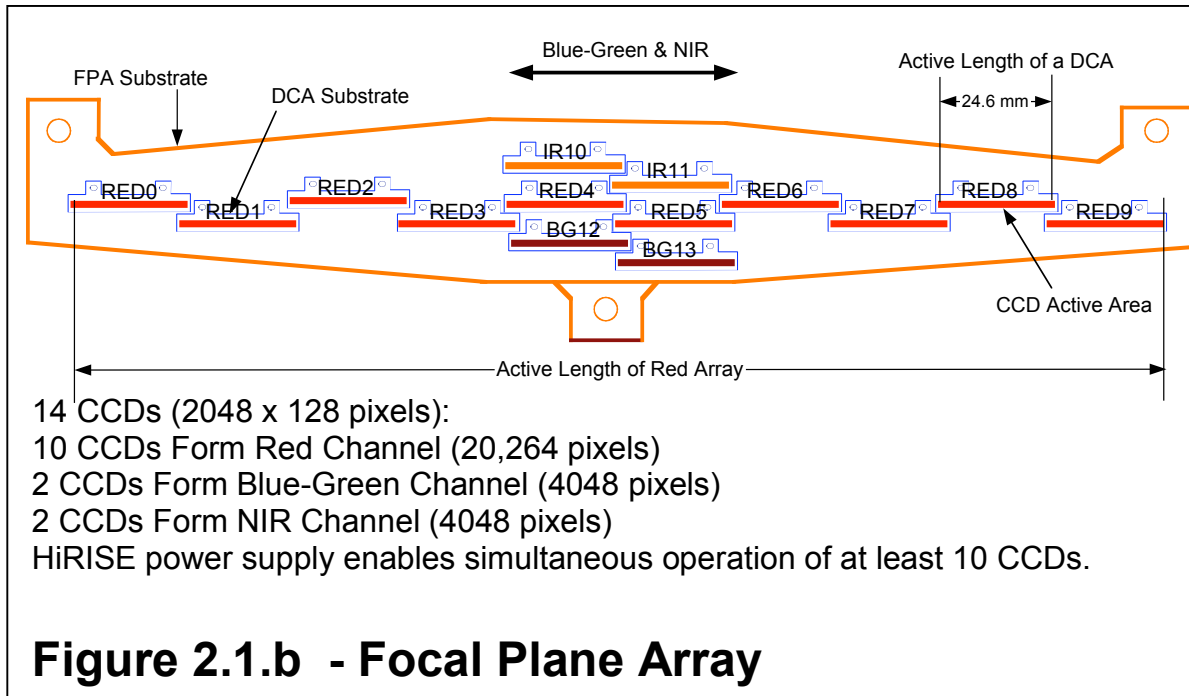 Blue-Green & NIR
FPA Substrate
DCA Substrate
Active Length of a DCA
24.6 mm
IR10
IR11
RED0
RED1
RED2
RED3
RED4
RED5
RED6
RED7
RED8
RED9
BG12
BG13
CCD Active Area
Active Length of Red Array
14 CCDs (2048 x 128 pixels):
10 CCDs Form Red Channel (20,264 pixels)
2 CCDs Form Blue-Green Channel (4048 pixels)
2 CCDs Form NIR Channel (4048 pixels)
HiRISE power supply enables simultaneous operation of at least 10 CCDs.
Figure 2.1.b - Focal Plane Array